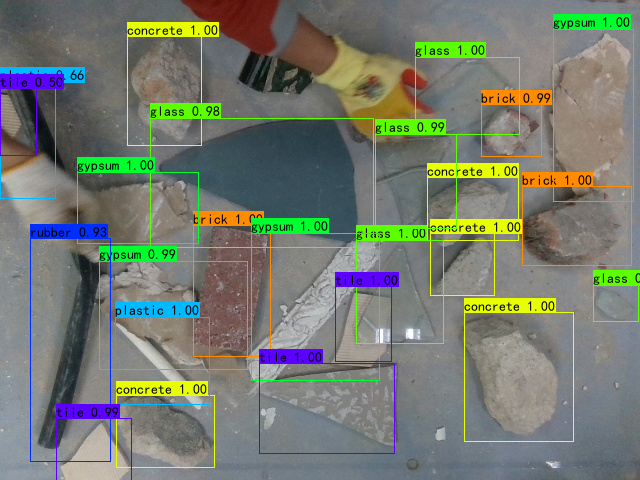 concrete 1.00
gypsum 1.00
glass 1.00
plastic 0.66
tile 0.50
brick 0.99
glass 0.98
glass 0.99
gypsum 1.00
concrete 1.00
brick 1.00
brick 1.00
gypsum 1.00
concrete 1.00
rubber 0.93
glass 1.00
gypsum 0.99
tile 1.00
glass 0
plastic 1.00
concrete 1.00
tile 1.00
concrete 1.00
tile 0.99